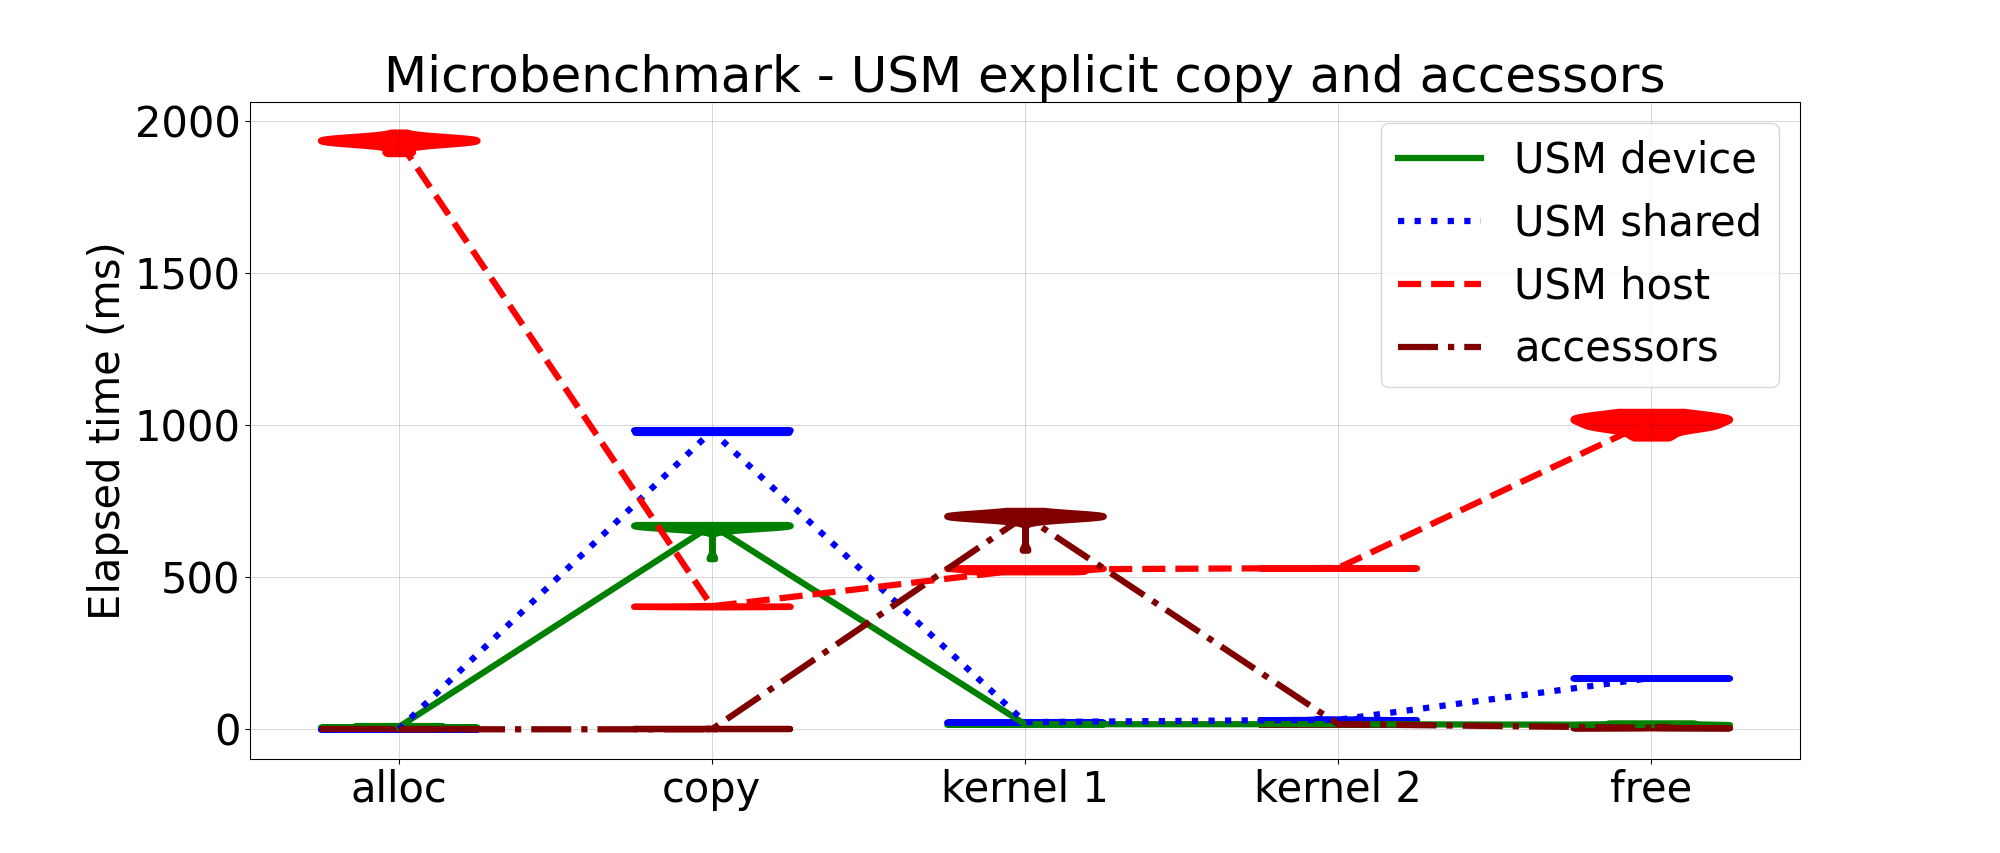 Microbenchmark - USM explicit copy and accessors
Elapsed time (ms)
2000
1500
1000
500
0
USM device
USM shared
USM host
accessors
alloc copy kernel 1 kernel 2 free